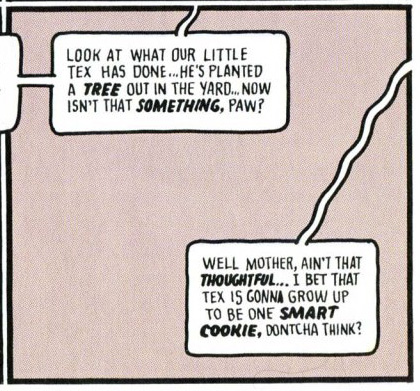 LOOK AT WHAT OUR LITTLE
TEX HAS DONE...HE'S PLANTED
A TREE OUT IN THE YARD...NOW
ISN'T THAT SOMETHING, PAW?
WELL MOTHER, AIN'T THAT
THOUGHTFUL... I BET THAT
TEX IS GONNA GROW UP
TO BE ONE SMART
COOKIE, DONTCHA THINK?